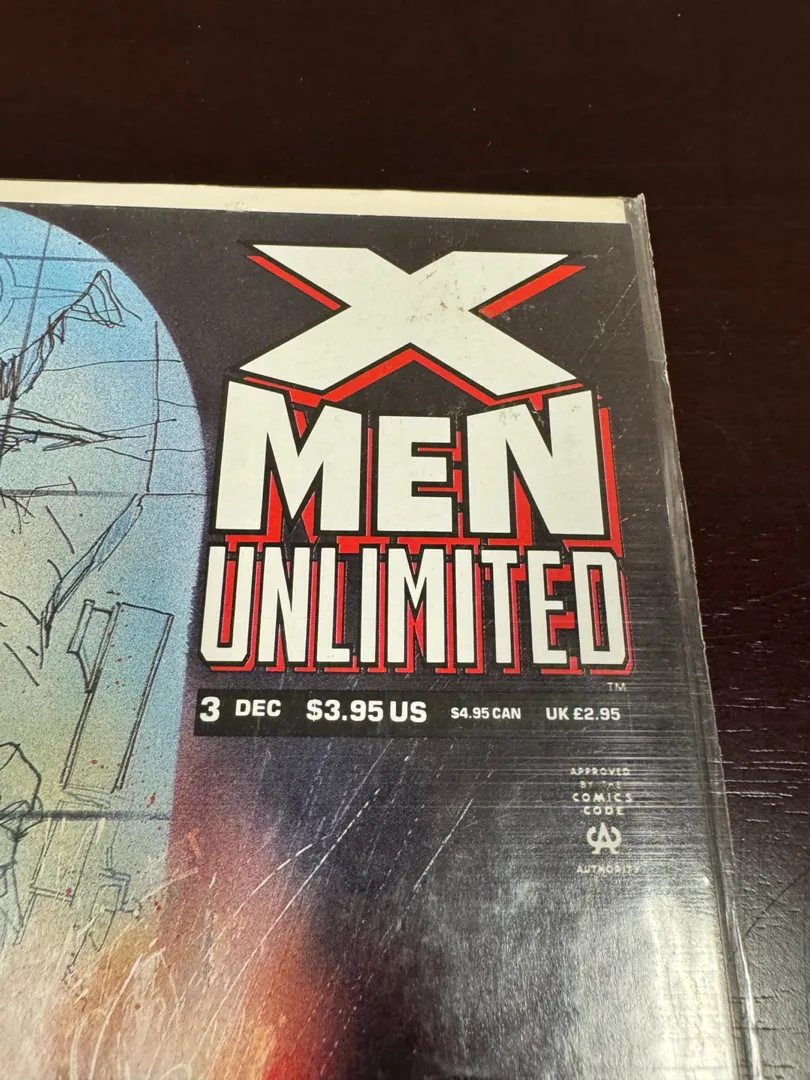 X
MEN
UNLIMITED
TM
3 DEC $3.95 US $4.95 CAN UK £2.95
APPROVED
BY THE
COMICS
CODE
AUTHORITY